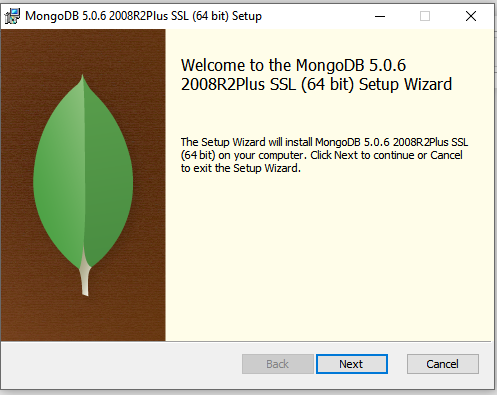 MongoDB 5.0.6 2008R2Plus SSL (64 bit) Setup
Welcome to the MongoDB 5.0.6
2008R2Plus SSL (64 bit) Setup Wizard
The Setup Wizard will install MongoDB 5.0.6 2008R2Plus SSL
(64 bit) on your computer. Click Next to continue or Cancel
to exit the Setup Wizard.
Back Next Cancel